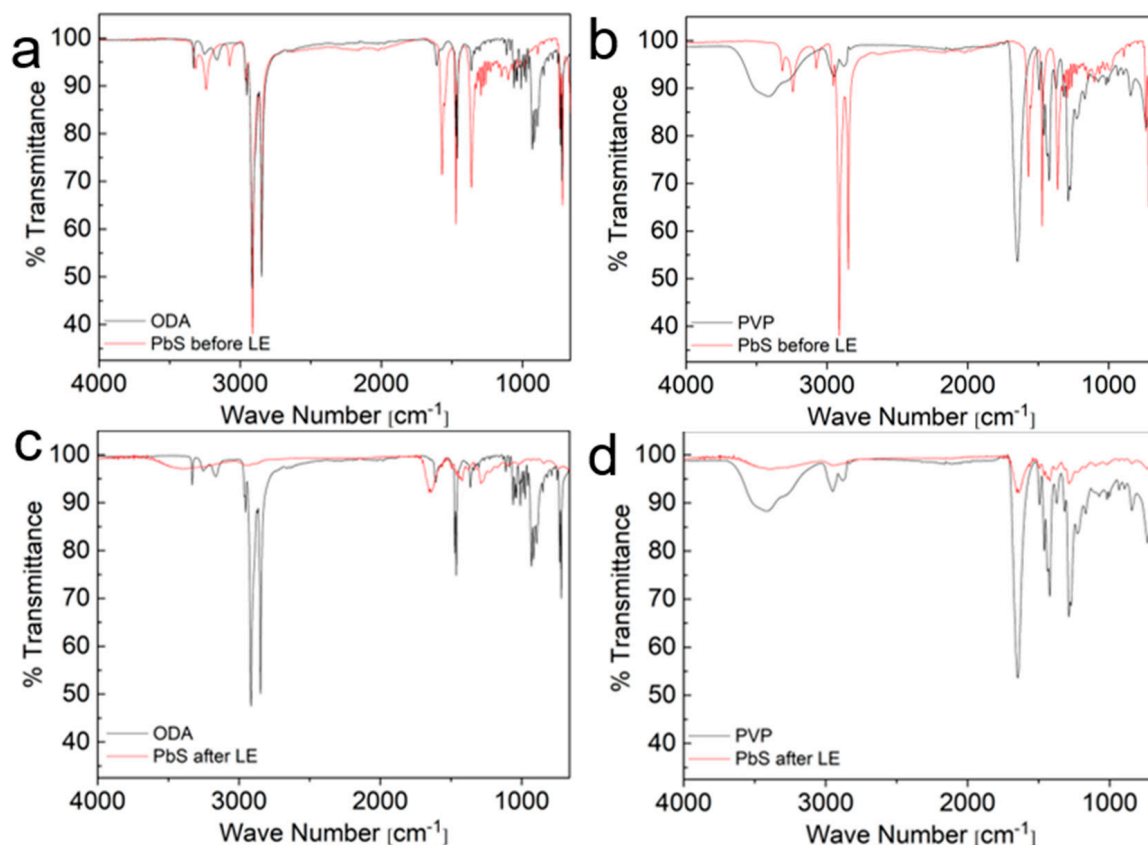 a
100
90
80
70
60
50
40
% Transmittance
ODA
PbS before LE
4000 3000 2000 1000
Wave Number [cm⁻¹]
b
100
90
80
70
60
50
40
% Transmittance
PVP
PbS before LE
4000 3000 2000 1000
Wave Number [cm⁻¹]
c
100
90
80
70
60
50
40
% Transmittance
ODA
PbS after LE
4000 3000 2000 1000
Wave Number [cm⁻¹]
d
100
90
80
70
60
50
40
% Transmittance
PVP
PbS after LE
4000 3000 2000 1000
Wave Number [cm⁻¹]